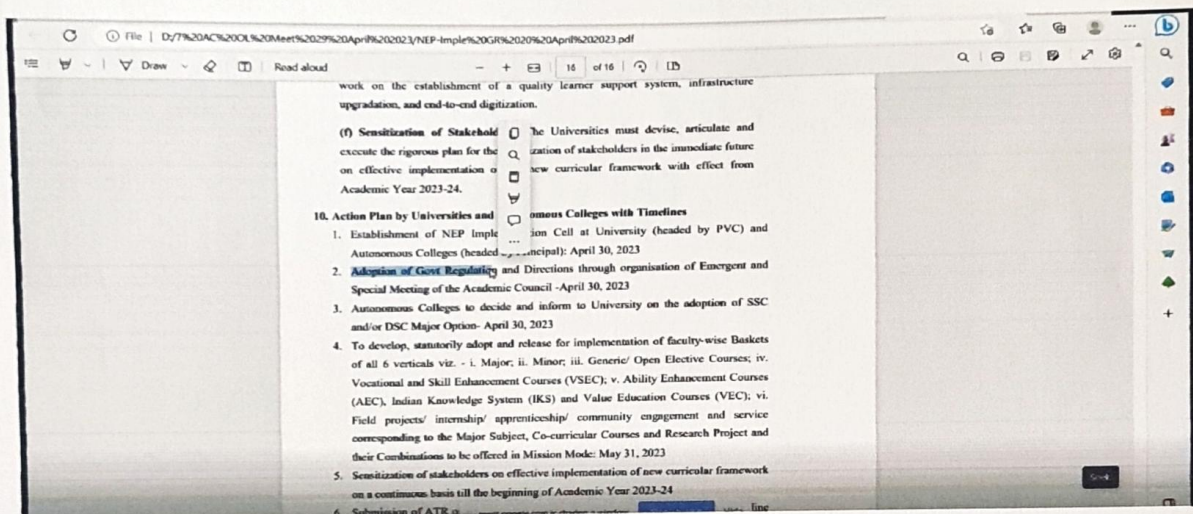 File | D:/7%20AC%20OL%20Meet%2029%20April%202023/NEP-Imple%20GR%2020%20April%202023.pdf
Draw
Read aloud
16 of 16
work on the establishment of a quality learner support system, infrastructure
upgradation, and end-to-end digitization.
(f) Sensitization of Stakehold he Universities must devise, articulate and
execute the rigorous plan for the zation of stakeholders in the immediate future
on effective implementation o new curricular framework with effect from
Academic Year 2023-24.
10. Action Plan by Universities and omous Colleges with Timelines
1. Establishment of NEP Imple ion Cell at University (headed by PVC) and
Autonomous Colleges (headed ncipal): April 30, 2023
2. Adoption of Govt Regulation and Directions through organisation of Emergent and
Special Meeting of the Academic Council -April 30, 2023
3. Autonomous Colleges to decide and inform to University on the adoption of SSC
and/or DSC Major Option- April 30, 2023
4. To develop, statutorily adopt and release for implementation of faculty-wise Baskets
of all 6 verticals viz. - i. Major; ii. Minor; iii. Generic/ Open Elective Courses; iv.
Vocational and Skill Enhancement Courses (VSEC); v. Ability Enhancement Courses
(AEC), Indian Knowledge System (IKS) and Value Education Courses (VEC); vi.
Field projects/ internship/ apprenticeship/ community engagement and service
corresponding to the Major Subject, Co-curricular Courses and Research Project and
their Combinations to be offered in Mission Mode: May 31, 2023
5. Sensitization of stakeholders on effective implementation of new curricular framework
on a continuous basis till the beginning of Academic Year 2023-24
6. Submission of ATR line